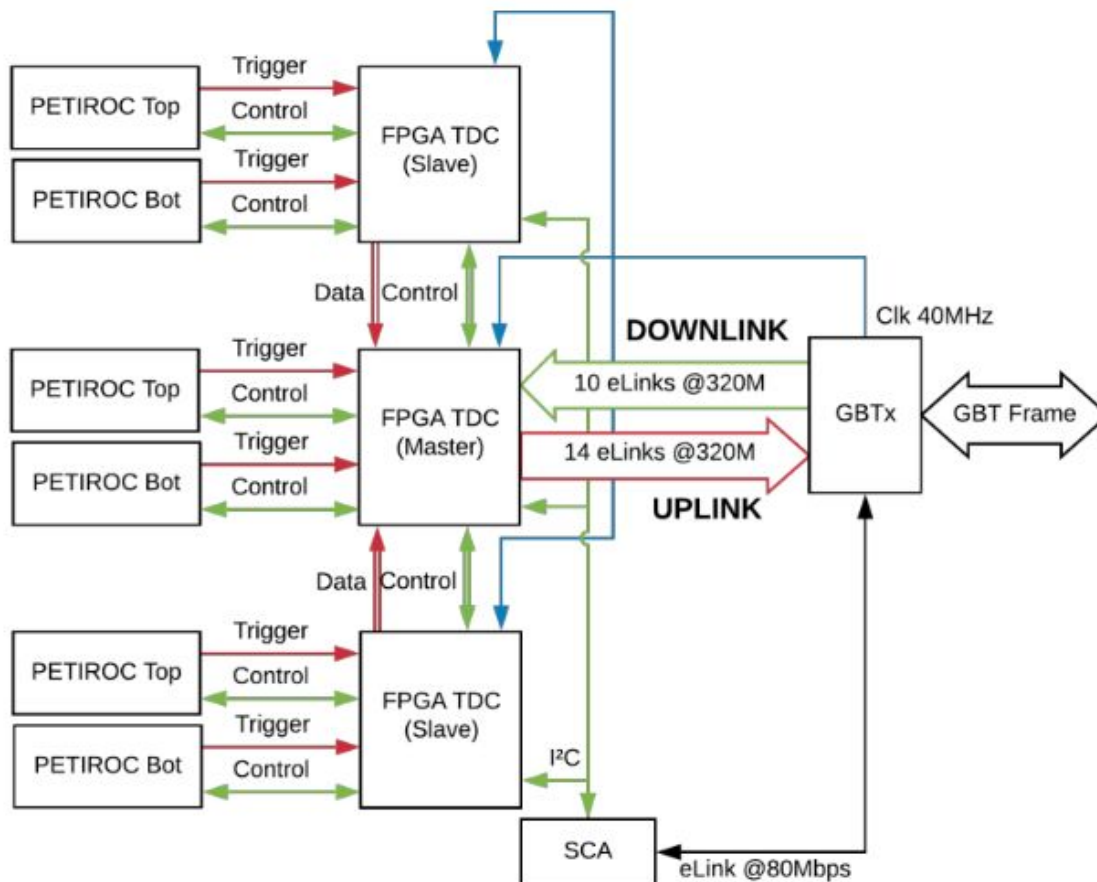 PETIROC Top
Trigger
Control
PETIROC Bot
Trigger
Control
FPGA TDC
(Slave)
Data
Control
Clk 40MHz
PETIROC Top
Trigger
Control
PETIROC Bot
Trigger
Control
FPGA TDC
(Master)
DOWNLINK
10 eLinks @320M
14 eLinks @320M
UPLINK
GBTx
GBT Frame
Data
Control
PETIROC Top
Trigger
Control
PETIROC Bot
Trigger
Control
FPGA TDC
(Slave)
I²C
SCA
eLink @80Mbps